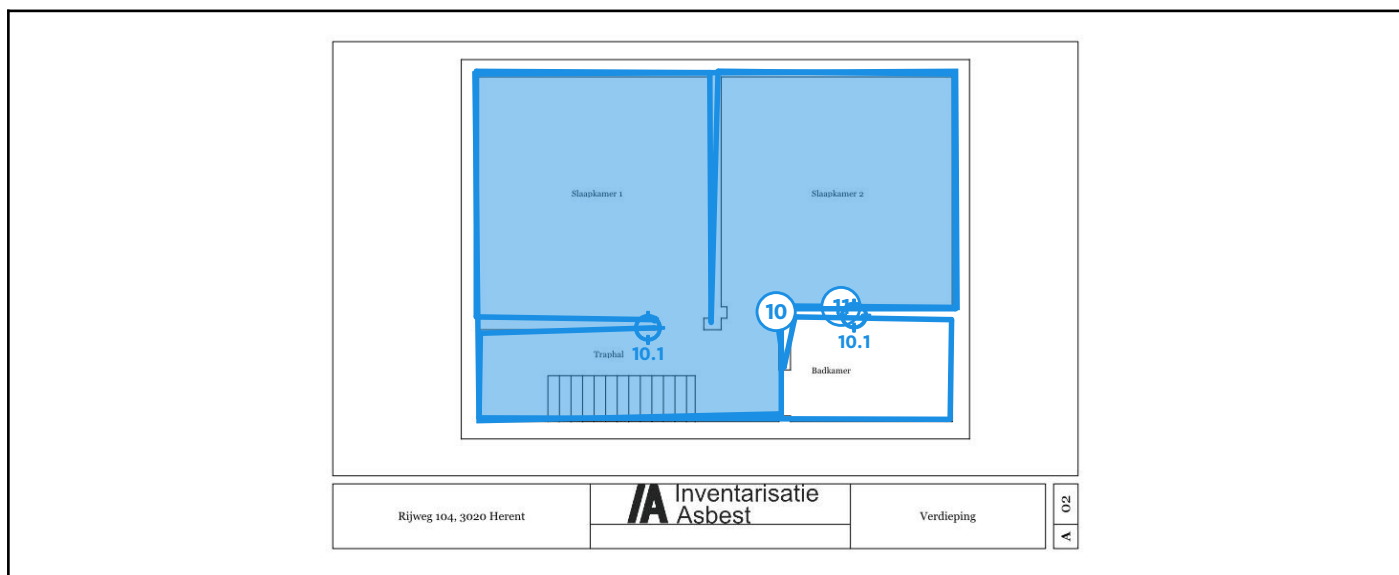 Slaapkamer 1
Slaapkamer 2
10
11
10.1
10.1
Traphal
Badkamer
Rijweg 104, 3020 Herent
IA Inventarisatie
Asbest
Verdieping
A 02